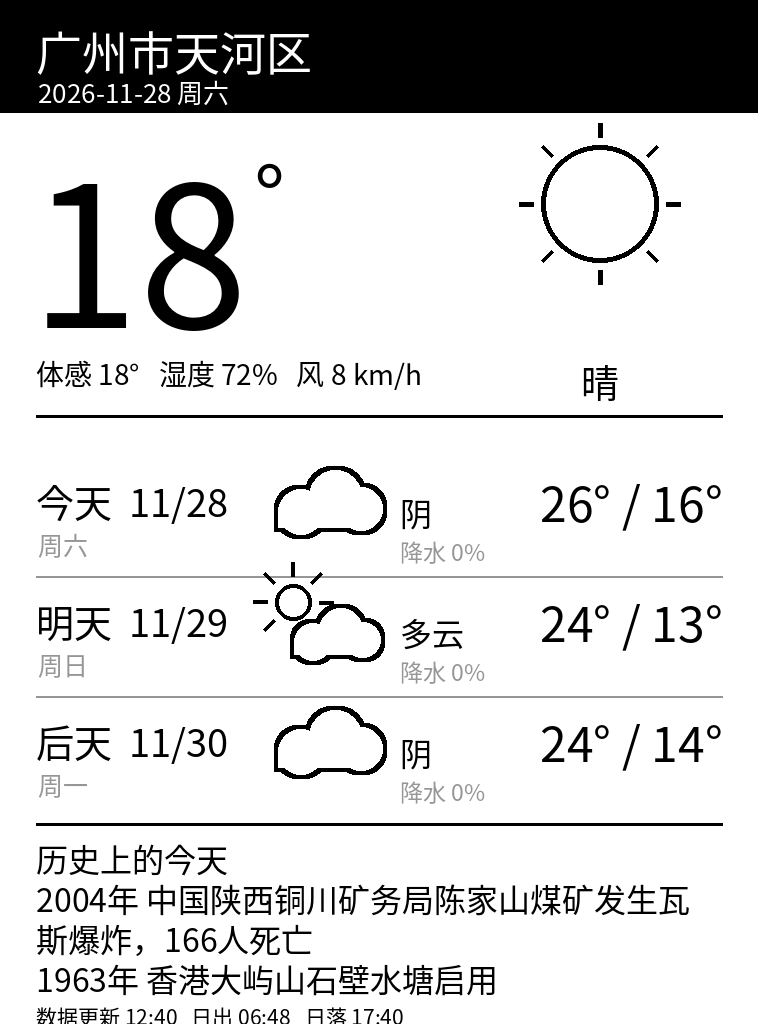 广州市天河区
2026-11-28 周六
18°
体感 18° 湿度 72% 风 8 km/h
晴
今天 11/28 阴 26° / 16°
周六 降水 0%
明天 11/29 多云 24° / 13°
周日 降水 0%
后天 11/30 阴 24° / 14°
周一 降水 0%
历史上的今天
2004年 中国陕西铜川矿务局陈家山煤矿发生瓦
斯爆炸，166人死亡
1963年 香港大屿山石壁水塘启用
数据更新 12:40 日出 06:48 日落 17:40